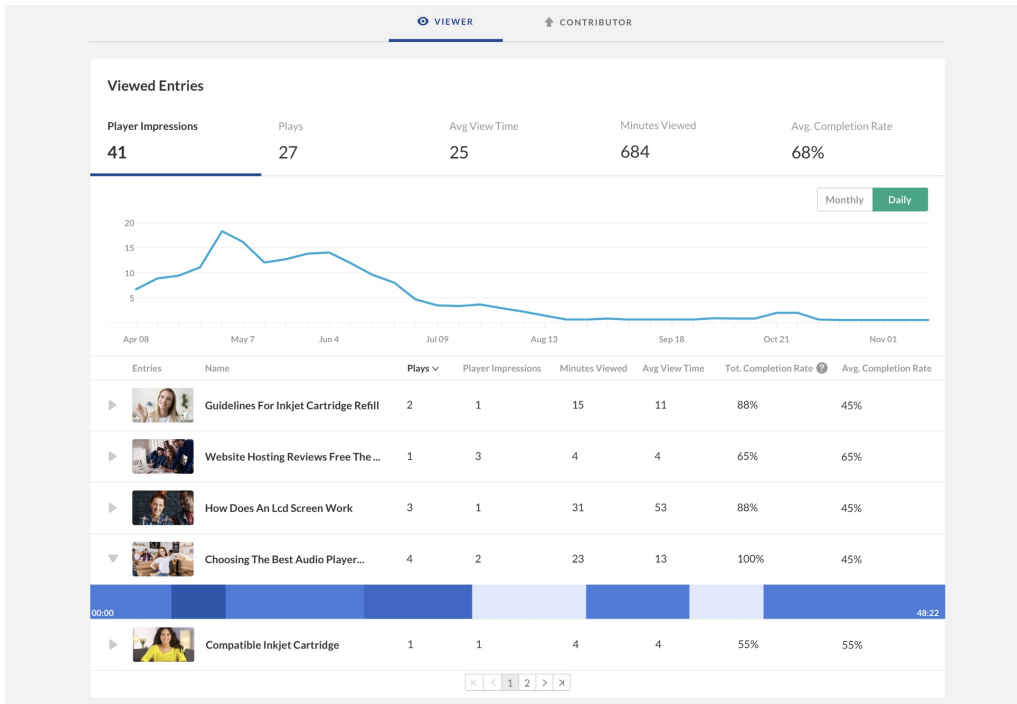 VIEWER CONTRIBUTOR
Viewed Entries
Player Impressions Plays Avg View Time Minutes Viewed Avg. Completion Rate
41 27 25 684 68%
Monthly Daily
20
15
10
5
Apr 08 May 7 Jun 4 Jul 09 Aug 13 Sep 18 Oct 21 Nov 01
Entries Name Plays Player Impressions Minutes Viewed Avg View Time Tot. Completion Rate ? Avg. Completion Rate
Guidelines For Inkjet Cartridge Refill 2 1 15 11 88% 45%
Website Hosting Reviews Free The ... 1 3 4 4 65% 65%
How Does An Lcd Screen Work 3 1 31 53 88% 45%
Choosing The Best Audio Player... 4 2 23 13 100% 45%
00:00 48:22
Compatible Inkjet Cartridge 1 1 4 4 55% 55%
1 2